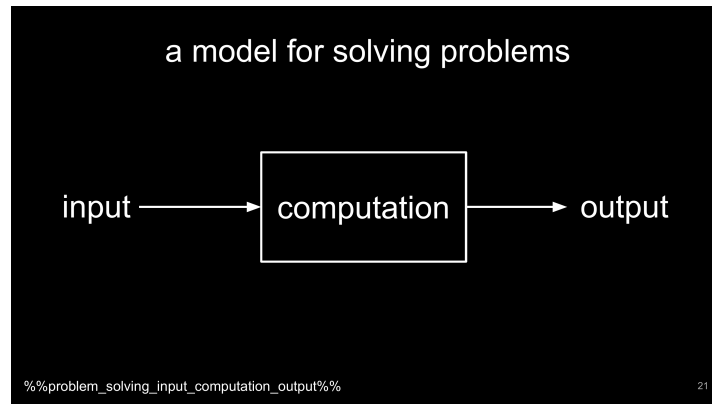 a model for solving problems
input computation output
%%problem_solving_input_computation_output%%
21